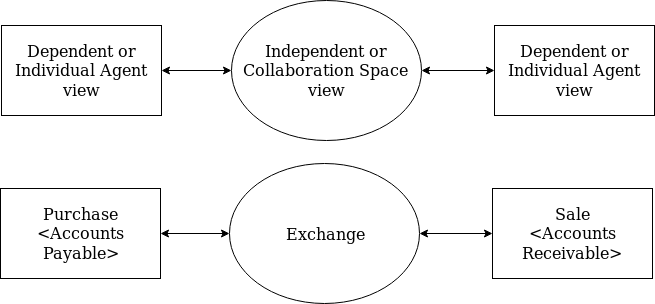 Dependent or
Individual Agent
view
Independent or
Collaboration Space
view
Dependent or
Individual Agent
view
Purchase
<Accounts
Payable>
Exchange
Sale
<Accounts
Receivable>